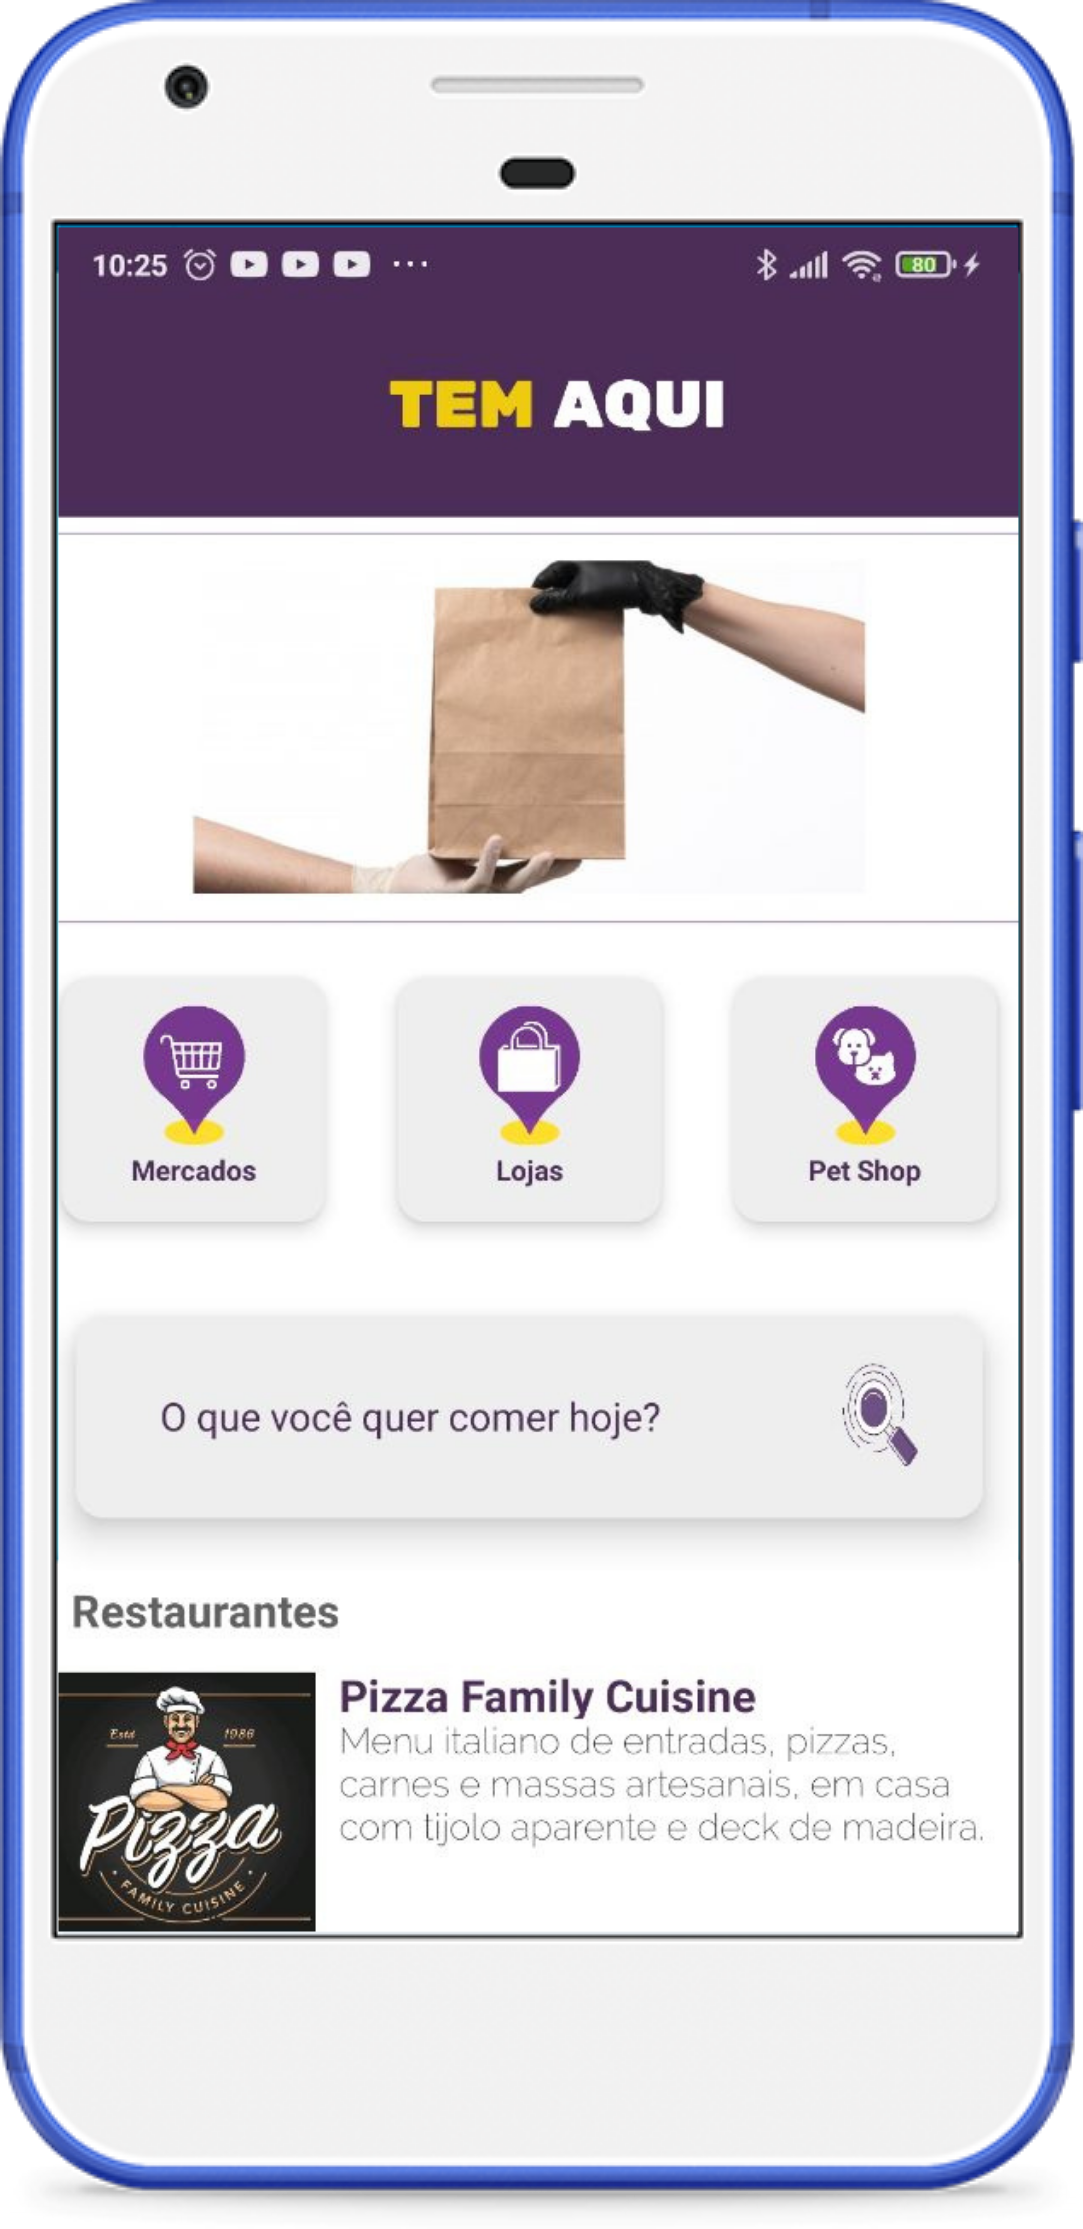 10:25
80
TEM AQUI
Mercados
Lojas
Pet Shop
O que você quer comer hoje?
Restaurantes
Estd 1986
Pizza
FAMILY CUISINE
Pizza Family Cuisine
Menu italiano de entradas, pizzas,
carnes e massas artesanais, em casa
com tijolo aparente e deck de madeira.